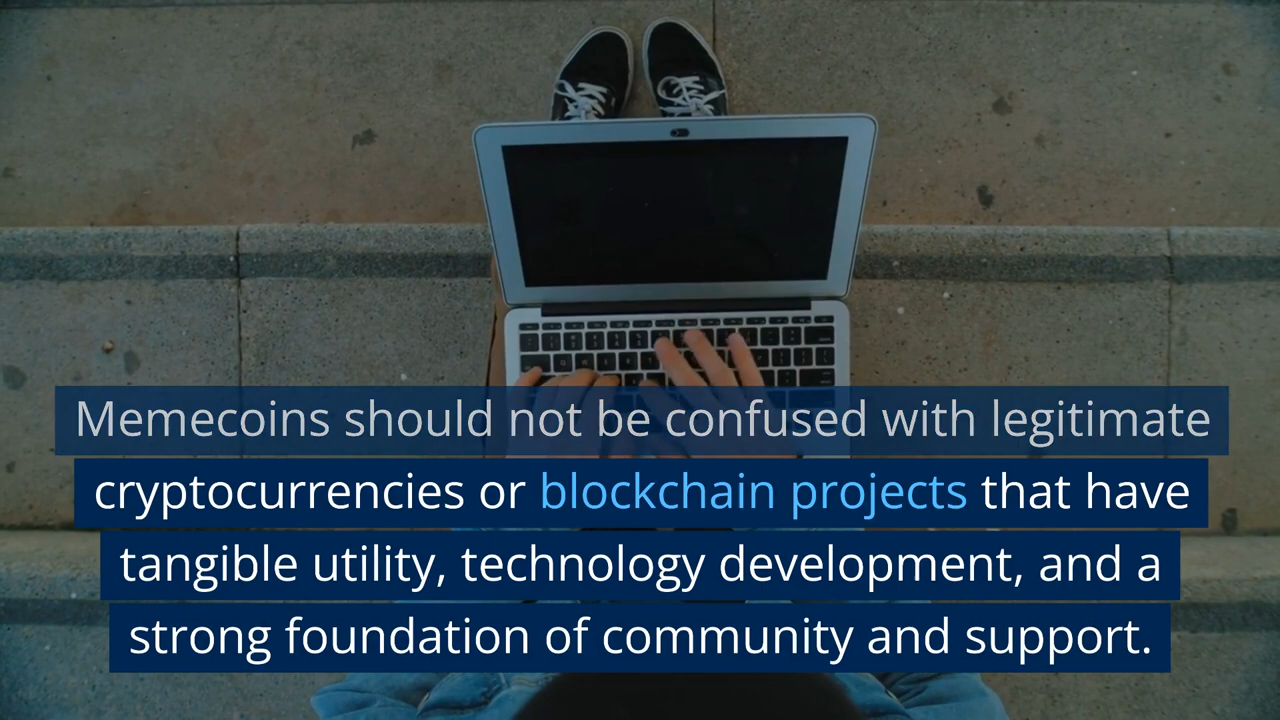 Memecoins should not be confused with legitimate
cryptocurrencies or blockchain projects that have
tangible utility, technology development, and a
strong foundation of community and support.